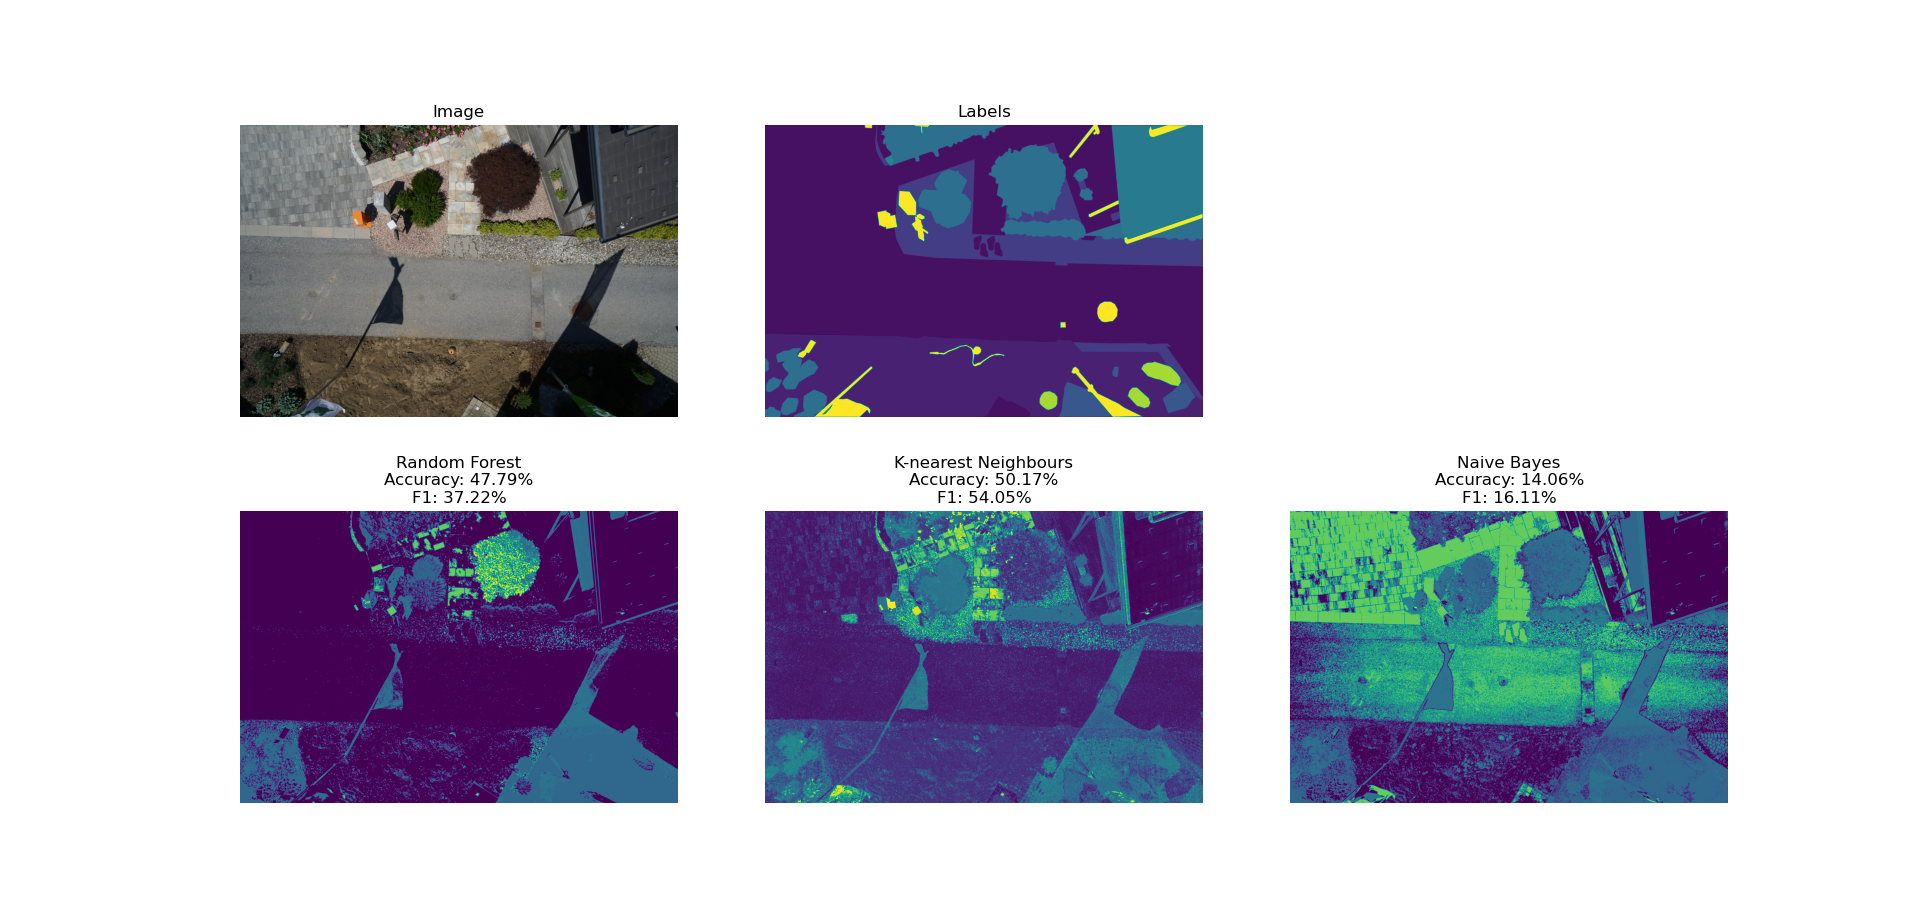 Image
Labels
Random Forest
Accuracy: 47.79%
F1: 37.22%
K-nearest Neighbours
Accuracy: 50.17%
F1: 54.05%
Naive Bayes
Accuracy: 14.06%
F1: 16.11%